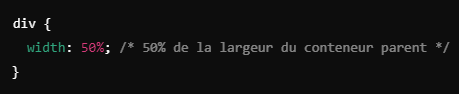 div {
  width: 50%; /* 50% de la largeur du conteneur parent */
}